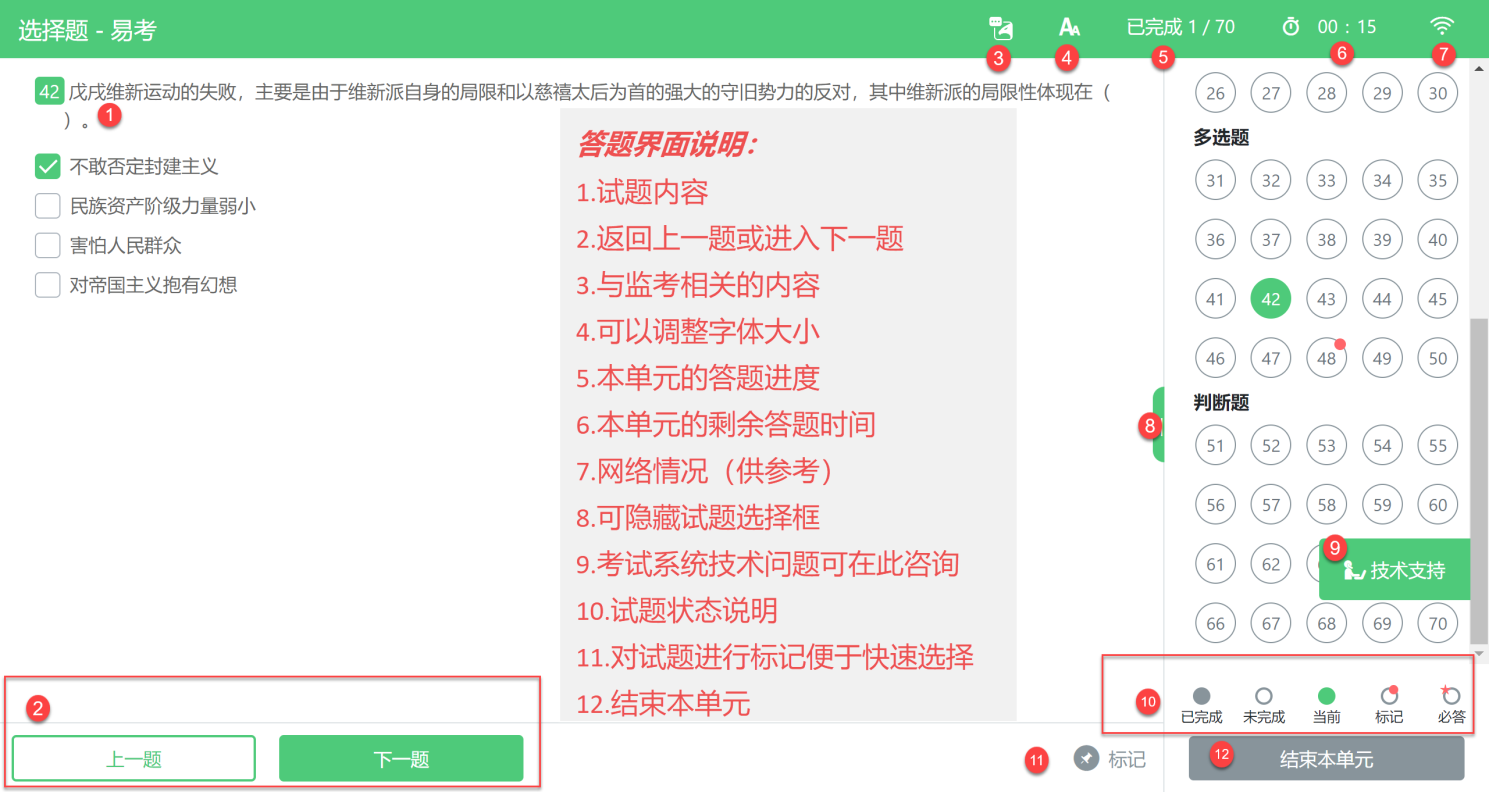 选择题 - 易考
已完成 1 / 70
00 : 15
3
4
5
6
7
42 戊戌维新运动的失败，主要是由于维新派自身的局限和以慈禧太后为首的强大的守旧势力的反对，其中维新派的局限性体现在（
）。
1
不敢否定封建主义
民族资产阶级力量弱小
害怕人民群众
对帝国主义抱有幻想
答题界面说明：
1.试题内容
2.返回上一题或进入下一题
3.与监考相关的内容
4.可以调整字体大小
5.本单元的答题进度
6.本单元的剩余答题时间
7.网络情况（供参考）
8.可隐藏试题选择框
9.考试系统技术问题可在此咨询
10.试题状态说明
11.对试题进行标记便于快速选择
12.结束本单元
26 27 28 29 30
多选题
31 32 33 34 35
36 37 38 39 40
41 42 43 44 45
46 47 48 49 50
判断题
8
51 52 53 54 55
56 57 58 59 60
61 62
9
技术支持
66 67 68 69 70
10
已完成 未完成 当前 标记 必答
2
上一题 下一题
11
标记
12
结束本单元